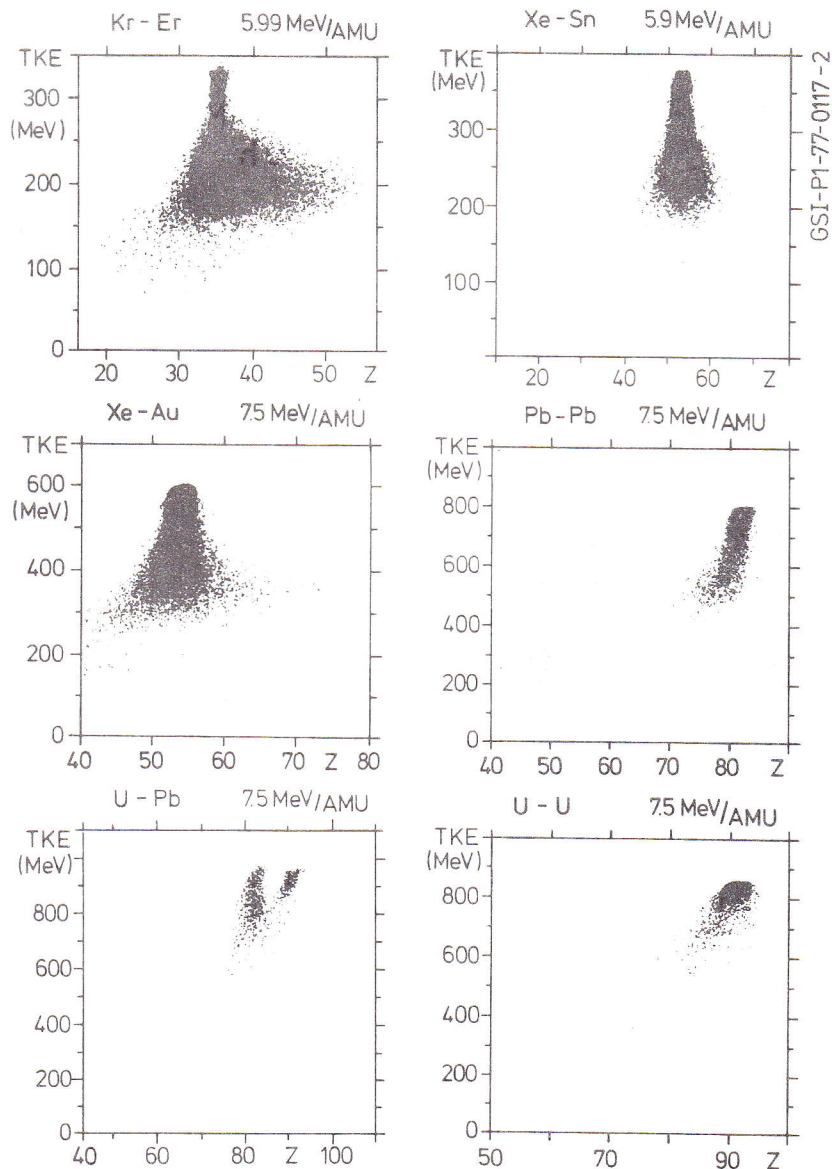 Kr-Er 5.99 MeV/AMU
TKE
300
(MeV)
200
100
0
20 30 40 50 Z
Xe-Sn 5.9 MeV/AMU
TKE
(MeV)
300
200
100
20 40 60 Z
GSI-P1-77-0117-2
Xe-Au 7.5 MeV/AMU
TKE
600
(MeV)
400
200
0
40 50 60 70 80
Z
Pb-Pb 7.5 MeV/AMU
TKE
(MeV)
800
600
400
200
0
40 50 60 70 80 Z
U-Pb 7.5 MeV/AMU
TKE
(MeV)
800
600
400
200
0
40 60 80 Z 100
U-U 7.5 MeV/AMU
TKE
(MeV)
800
600
400
200
0
50 70 90 Z